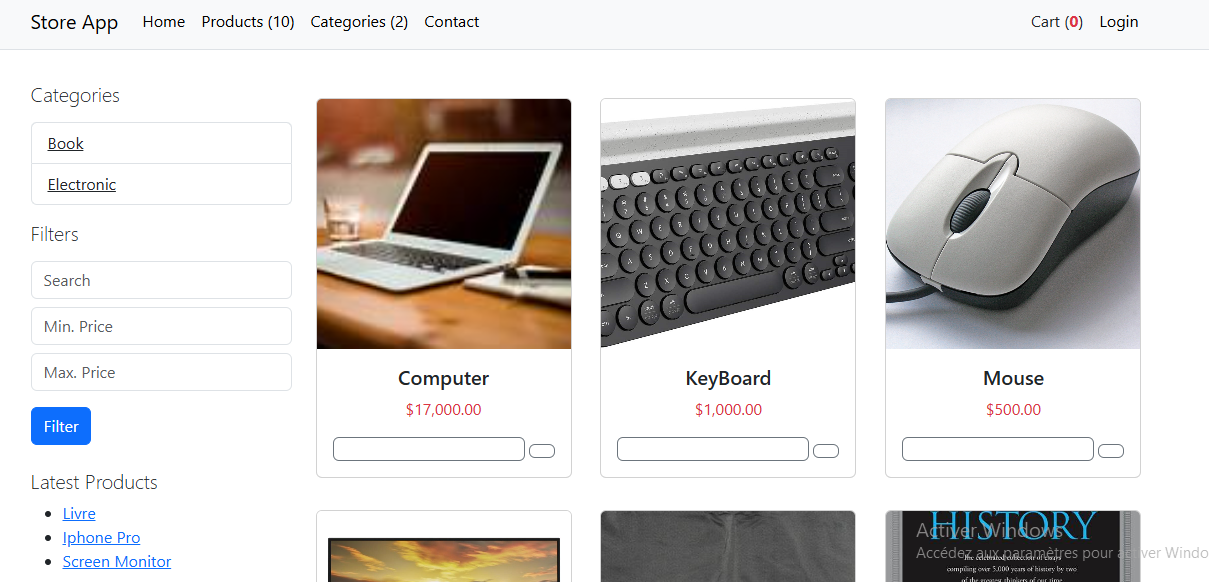 Store App Home Products (10) Categories (2) Contact Cart (0) Login
Categories
Book
Electronic
Filters
Search
Min. Price
Max. Price
Filter
Latest Products
Livre
Iphone Pro
Screen Monitor
Computer
$17,000.00
KeyBoard
$1,000.00
Mouse
$500.00
HISTORY
The celebrated collection of essays
compiling over 5,000 years of history by two
of the greatest thinkers of our time
Activer Windows
Accédez aux paramètres pour activer Windo